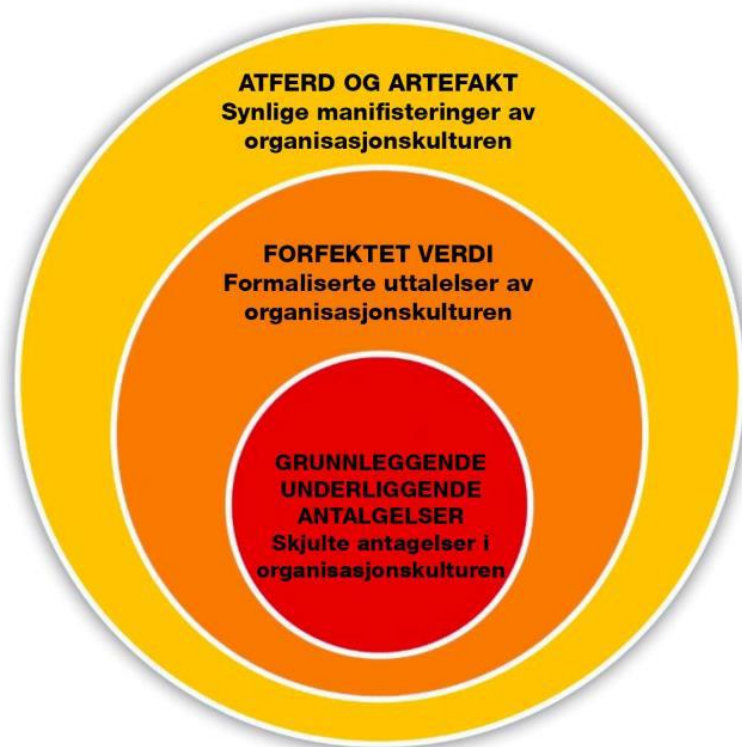 ATFERD OG ARTEFAKT
Synlige manifisteringer av
organisasjonskulturen
FORFEKTET VERDI
Formaliserte uttalelser av
organisasjonskulturen
GRUNNLEGGENDE
UNDERLIGGENDE
ANTALGELSER
Skjulte antagelser i
organisasjonskulturen